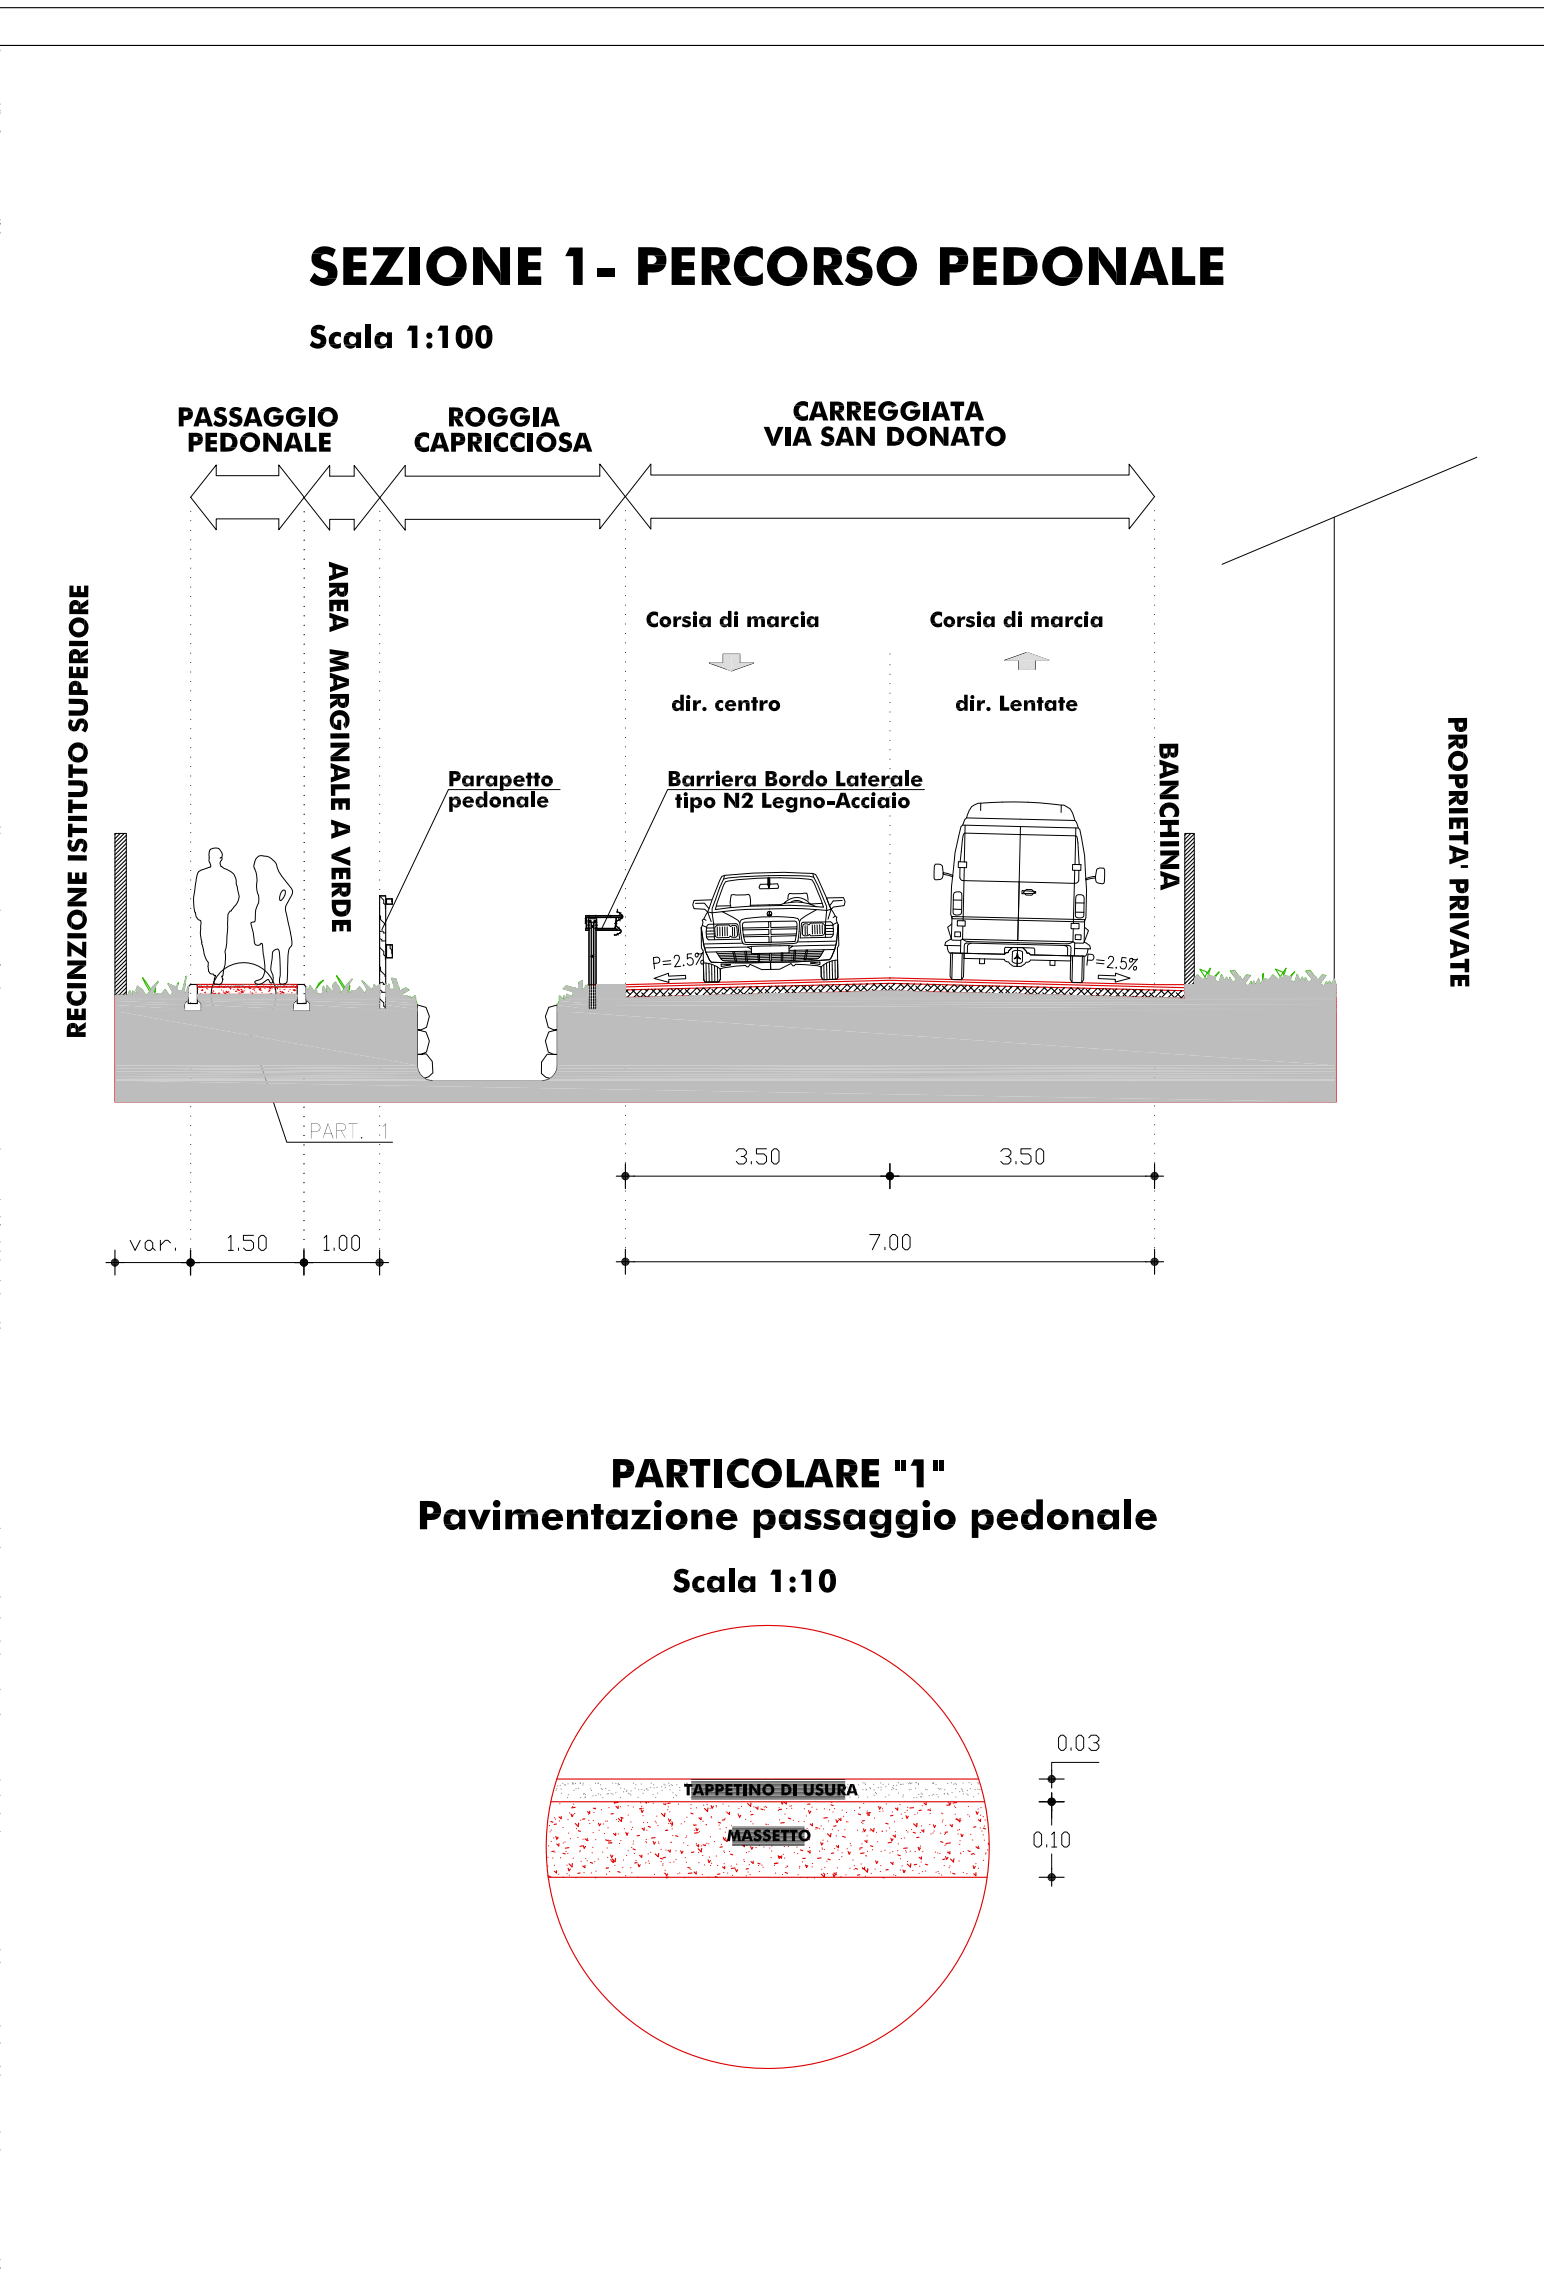 SEZIONE 1- PERCORSO PEDONALE
Scala 1:100
PASSAGGIO
PEDONALE
ROGGIA
CAPRICCIOSA
CARREGGIATA
VIA SAN DONATO
RECINZIONE ISTITUTO SUPERIORE
AREA MARGINALE A VERDE
Corsia di marcia
dir. centro
Corsia di marcia
dir. Lentate
Parapetto
pedonale
Barriera Bordo Laterale
tipo N2 Legno-Acciaio
BANCHINA
PROPRIETA' PRIVATE
P=2.5%
P=2.5%
PART. 1
3.50
3.50
var.
1.50
1.00
7.00
PARTICOLARE "1"
Pavimentazione passaggio pedonale
Scala 1:10
0.03
TAPPETINO DI USURA
MASSETTO
0.10